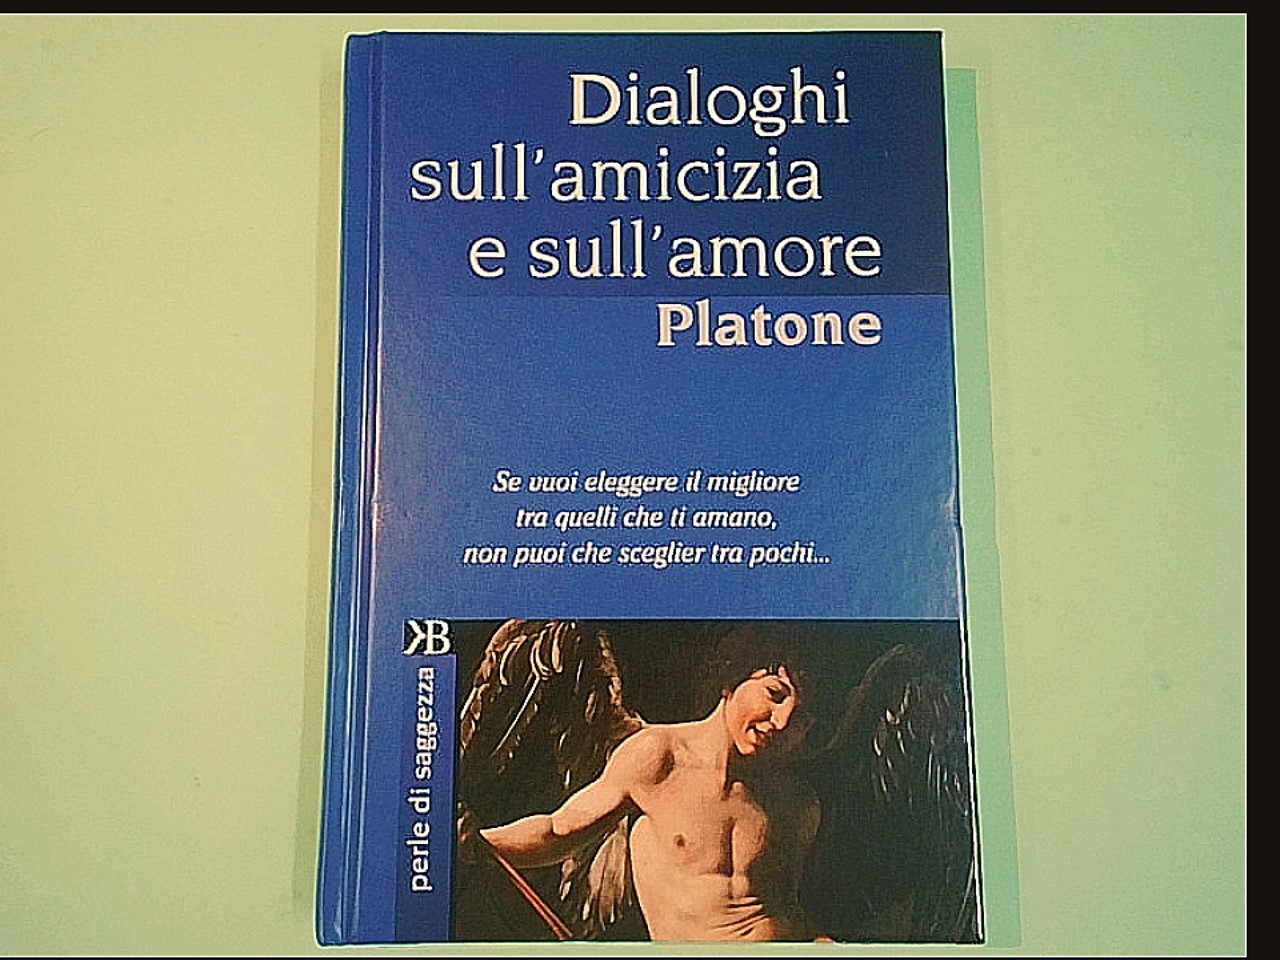 Dialoghi
sull'amicizia
e sull'amore
Platone
Se vuoi eleggere il migliore
tra quelli che ti amano,
non puoi che sceglier tra pochi...
KB
perle di saggezza